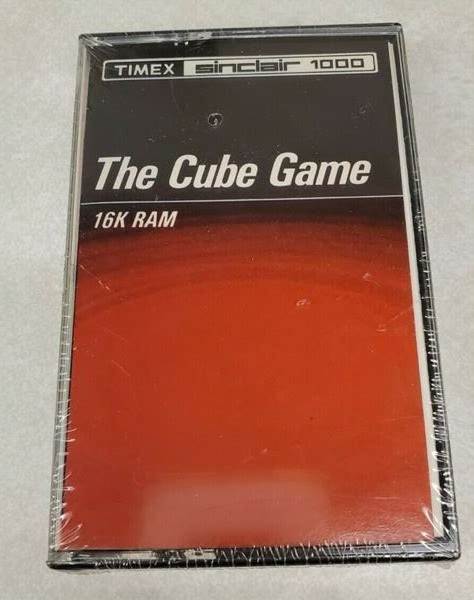 TIMEX sinclair 1000
The Cube Game
16K RAM